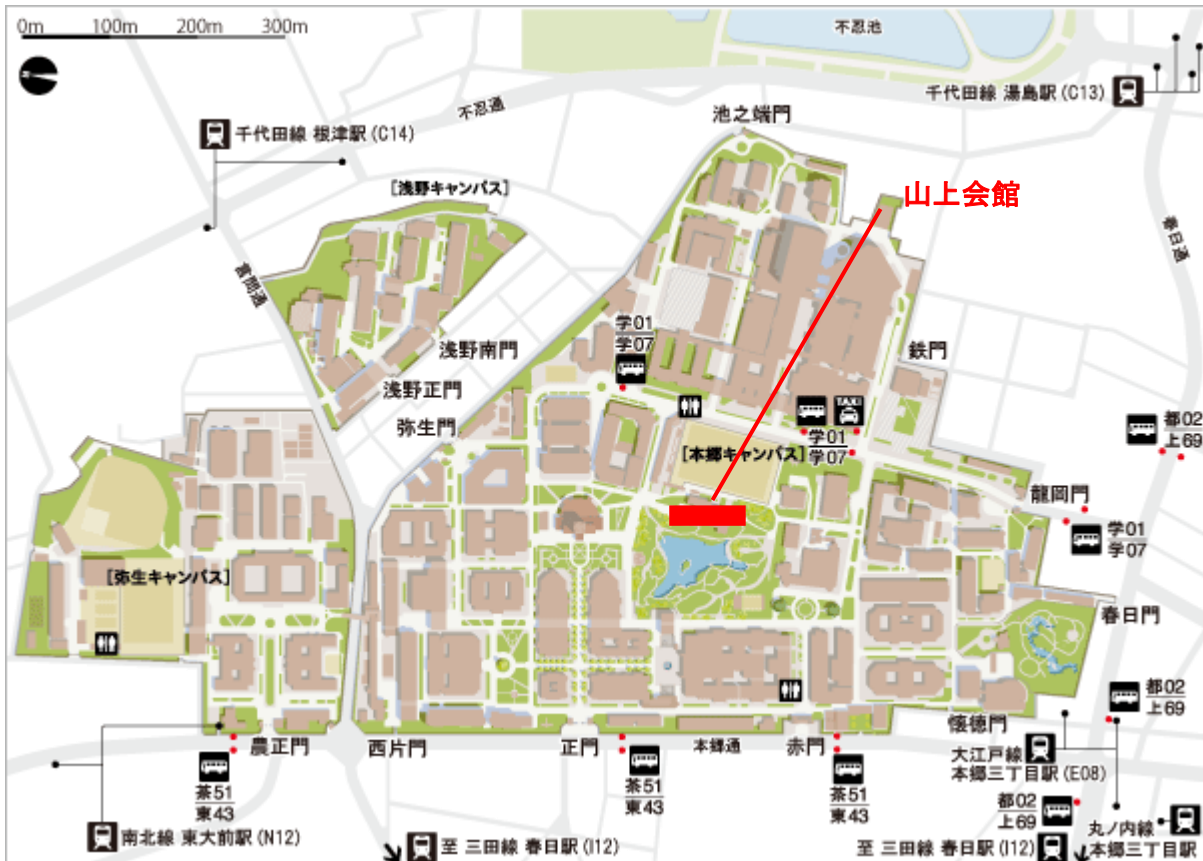 0m 100m 200m 300m
不忍池
千代田線 湯島駅 (C13)
不忍通
池之端門
千代田線 根津駅 (C14)
[浅野キャンパス]
山上会館
春日通
言問通
学01
学07
浅野南門
鉄門
浅野正門
弥生門
都02
上69
[本郷キャンパス]
TAXI
学01
学07
龍岡門
学01
学07
[弥生キャンパス]
春日門
都02
上69
懐徳門
農正門
西片門
正門
本郷通
赤門
大江戸線
本郷三丁目駅 (E08)
茶51
東43
茶51
東43
茶51
東43
都02
上69
丸ノ内線
本郷三丁目駅
南北線 東大前駅 (N12)
至 三田線 春日駅 (I12)
至 三田線 春日駅 (I12)